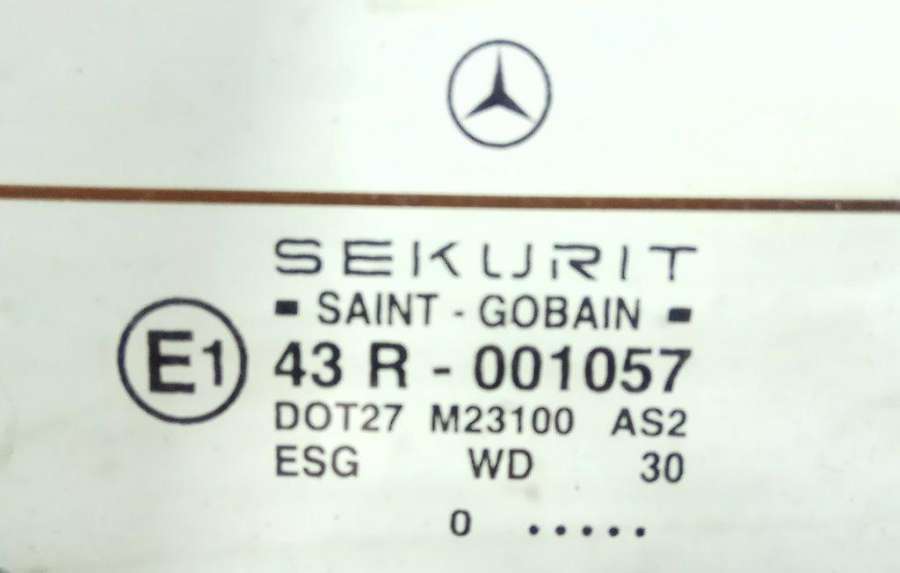 SEKURIT
SAINT - GOBAIN
E1 43 R - 001057
DOT27 M23100 AS2
ESG WD 30
0 .....